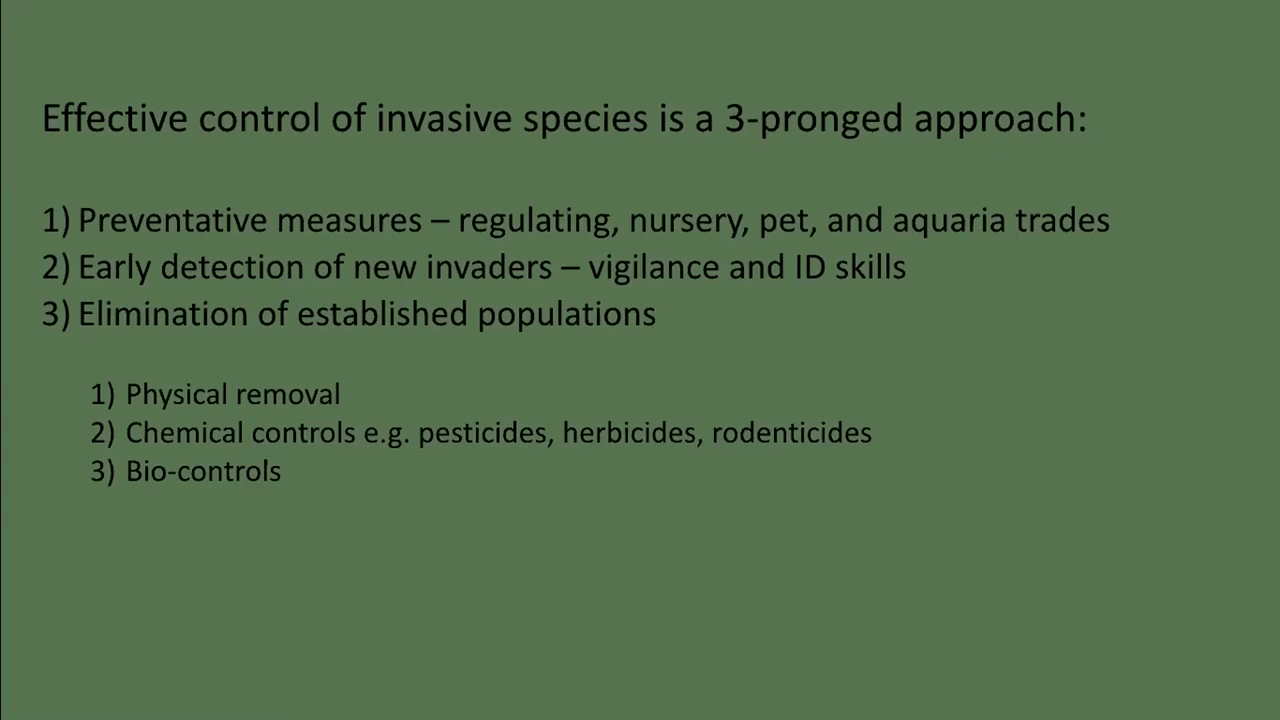 Effective control of invasive species is a 3-pronged approach:
1) Preventative measures – regulating, nursery, pet, and aquaria trades
2) Early detection of new invaders – vigilance and ID skills
3) Elimination of established populations
1) Physical removal
2) Chemical controls e.g. pesticides, herbicides, rodenticides
3) Bio-controls